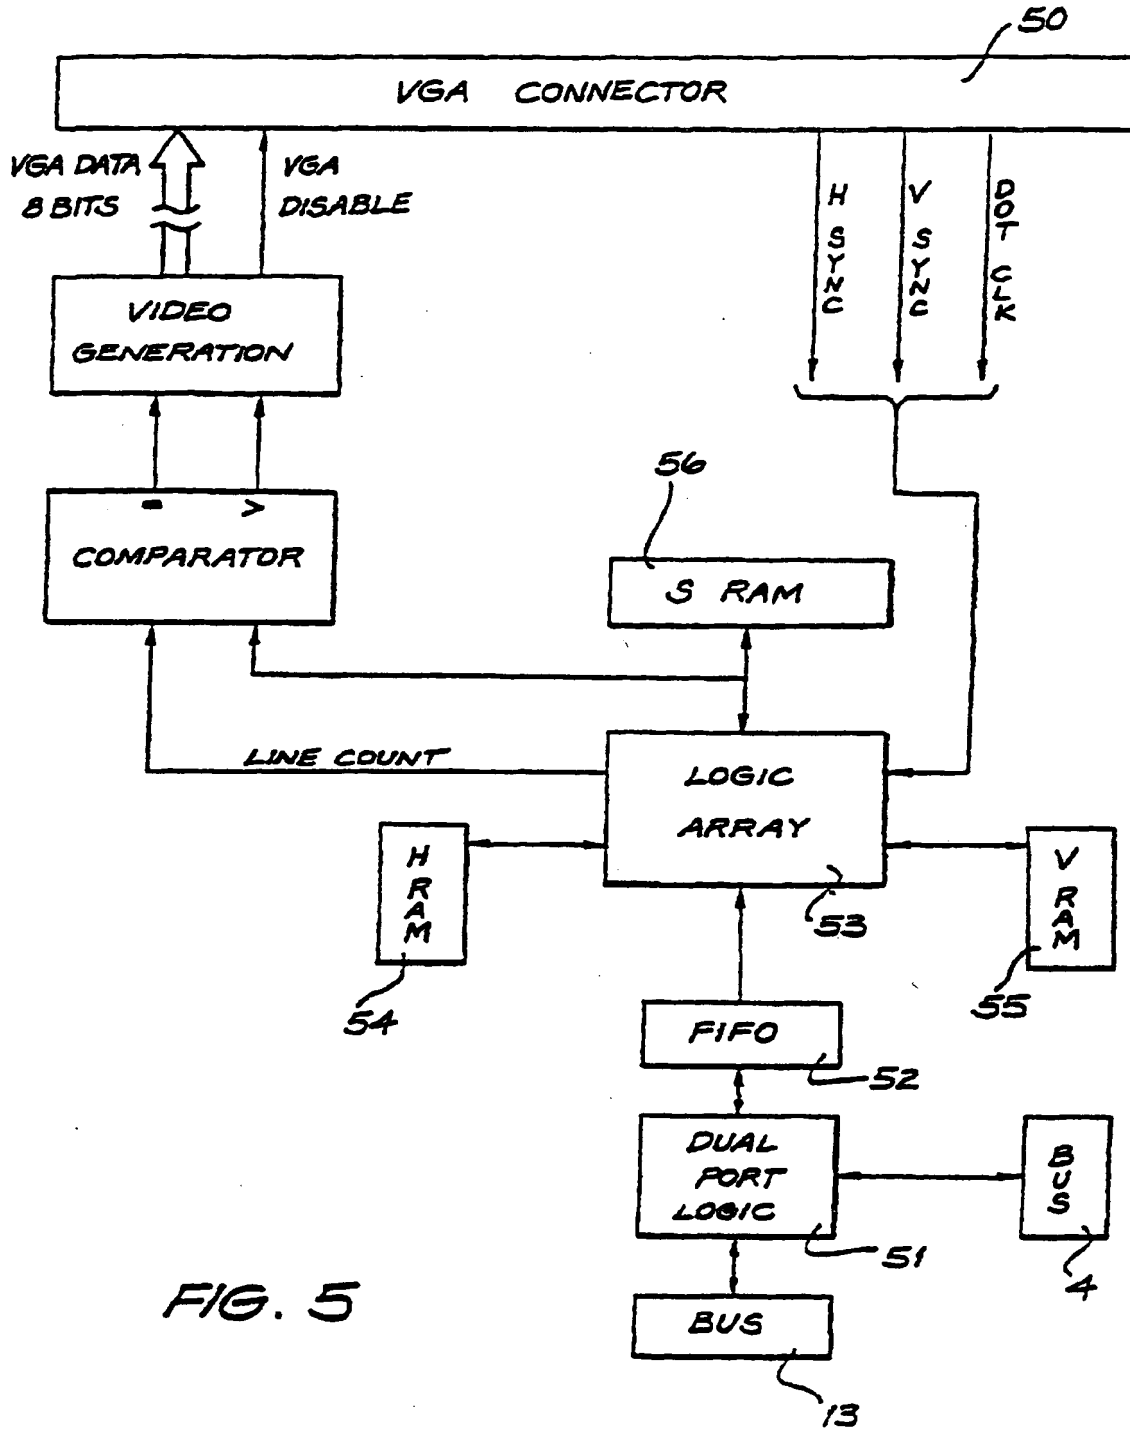 50
VGA CONNECTOR
VGA DATA
8 BITS
VGA
DISABLE
H SYNC
V SYNC
DOT CLK
VIDEO
GENERATION
= >
COMPARATOR
56
S RAM
LINE COUNT
LOGIC
ARRAY
53
H RAM
54
V RAM
55
FIFO
52
DUAL
PORT
LOGIC
51
BUS
4
BUS
13
FIG. 5